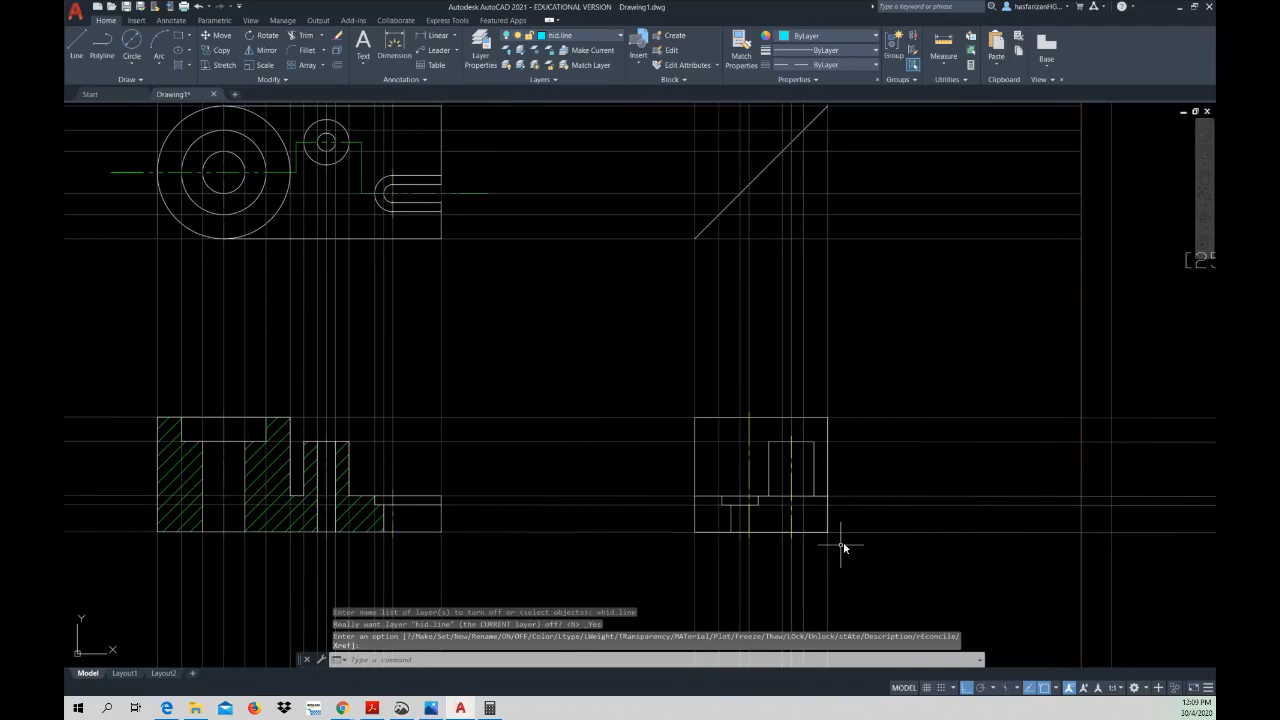 Autodesk AutoCAD 2021 - EDUCATIONAL VERSION Drawing1.dwg
Type a keyword or phrase
hasfarizanHG...
Home Insert Annotate Parametric View Manage Output Add-ins Collaborate Express Tools Featured Apps
Line Polyline Circle Arc
Move Rotate Trim
Copy Mirror Fillet
Stretch Scale Array
Text Dimension
Linear
Leader
Table
Layer Properties
hid.line
Make Current
Match Layer
Insert
Create
Edit
Edit Attributes
Match Properties
ByLayer
ByLayer
ByLayer
Group
Measure
Paste
Base
Draw Modify Annotation Layers Block Properties Groups Utilities Clipboard View
Start Drawing1*
[25
Y
X
Enter name list of layer(s) to turn off or <select objects>: =hid.line
Really want layer "hid.line" (the CURRENT layer) off? <N> _Yes
Enter an option [?/Make/Set/New/Rename/ON/OFF/Color/Ltype/LWeight/TRansparency/MATerial/Plot/Freeze/Thaw/LOck/Unlock/stAte/Description/rEconcile/
Xref]:
Type a command
Model Layout1 Layout2 +
MODEL 1:1
12:09 PM
30/4/2020